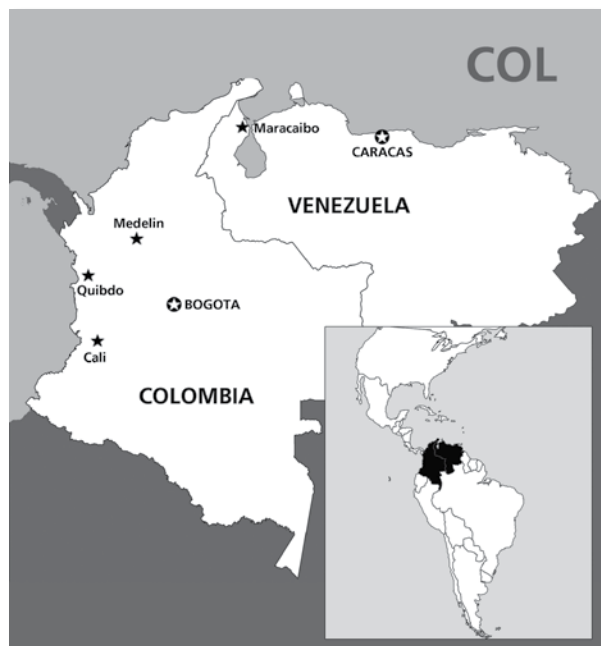 COL
Maracaibo
CARACAS
VENEZUELA
Medelin
Quibdo
BOGOTA
Cali
COLOMBIA